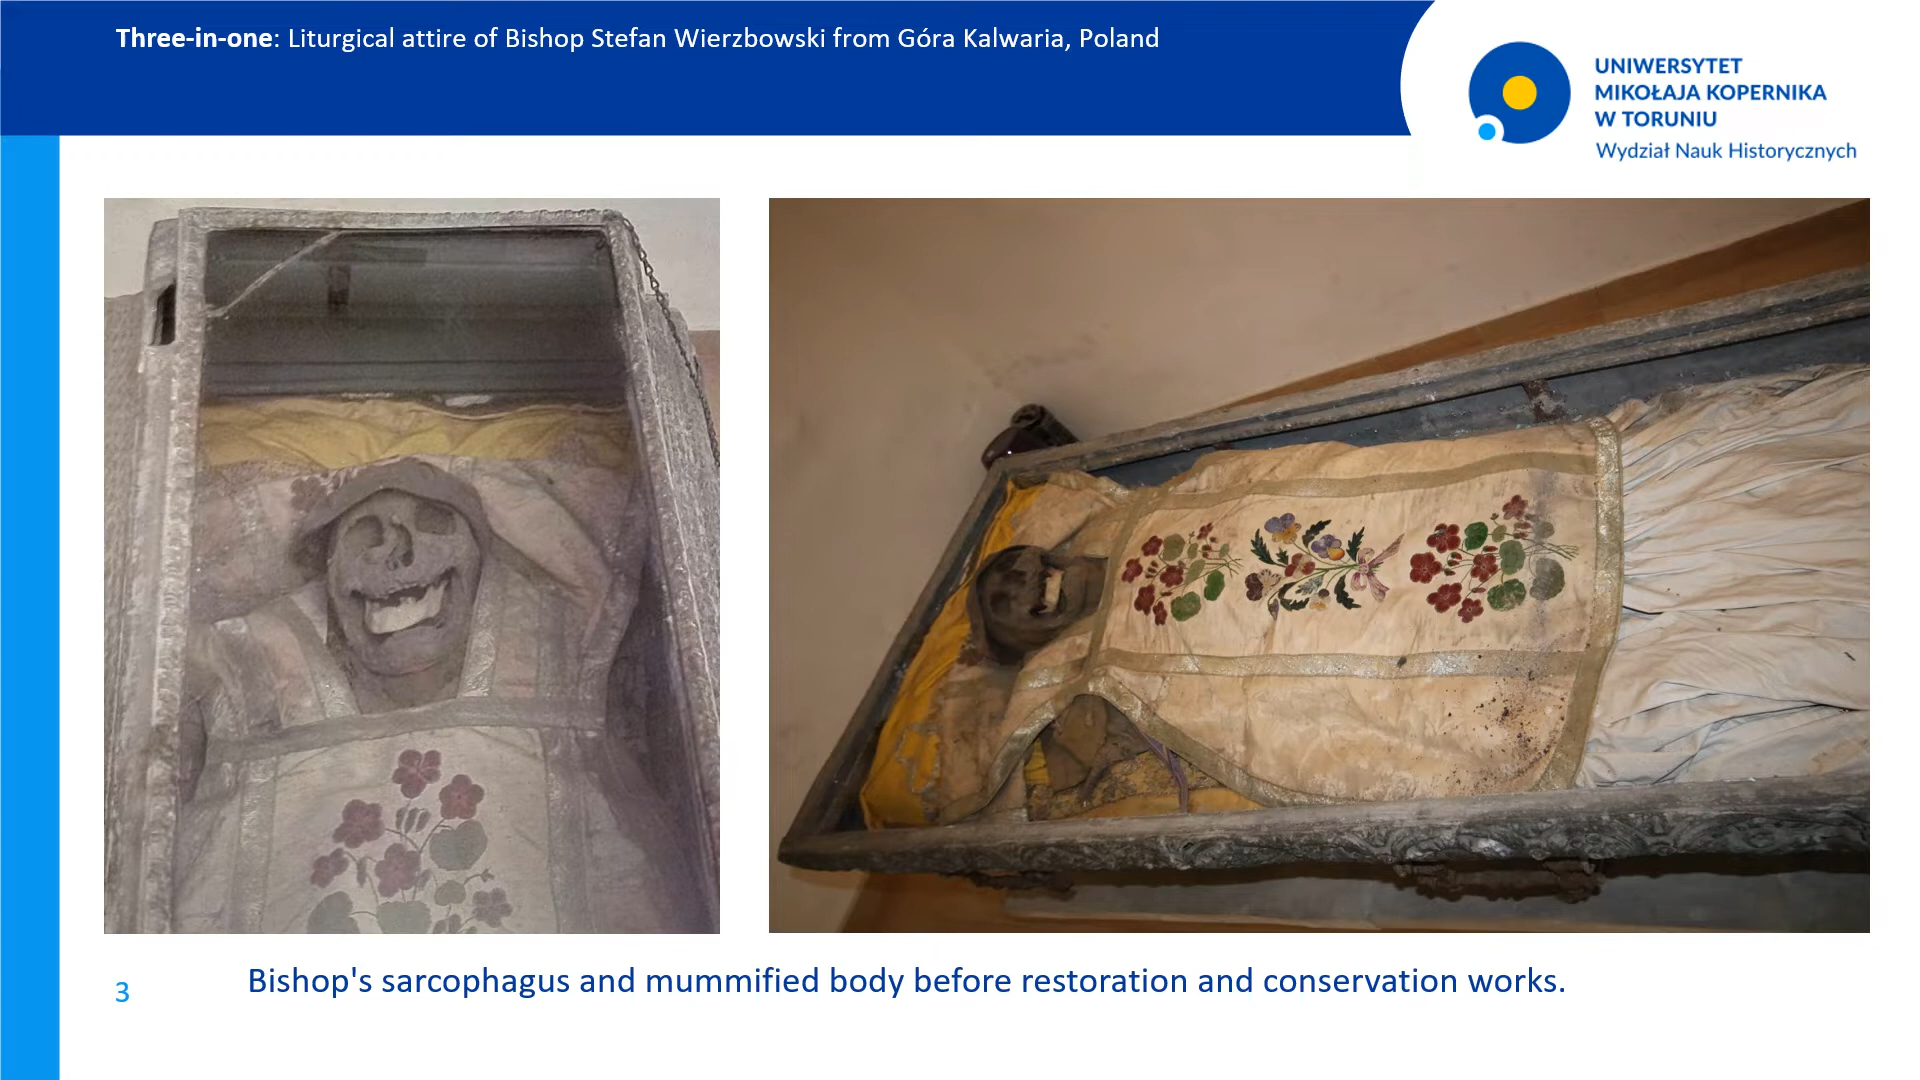 Three-in-one: Liturgical attire of Bishop Stefan Wierzbowski from Góra Kalwaria, Poland
UNIWERSYTET
MIKOŁAJA KOPERNIKA
W TORUNIU
Wydział Nauk Historycznych
Bishop's sarcophagus and mummified body before restoration and conservation works.
3